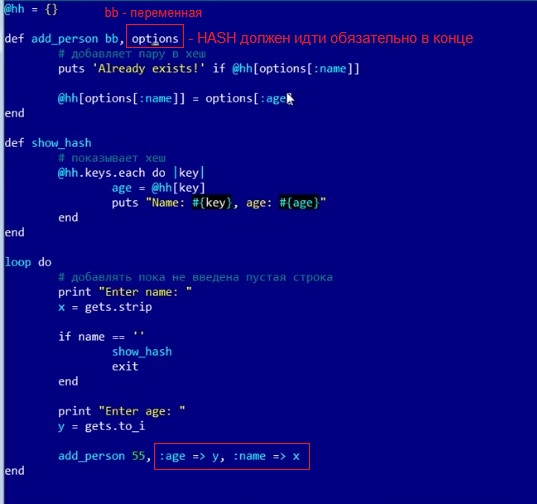 @hh = {}
bb - переменная
def add_person bb, options - HASH должен идти обязательно в конце
# добавляет пару в хеш
puts 'Already exists!' if @hh[options[:name]]
@hh[options[:name]] = options[:age]
end
def show_hash
# показывает хеш
@hh.keys.each do |key|
age = @hh[key]
puts "Name: #{key}, age: #{age}"
end
end
loop do
# добавлять пока не введена пустая строка
print "Enter name: "
x = gets.strip
if name == ''
show_hash
exit
end
print "Enter age: "
y = gets.to_i
add_person 55, :age => y, :name => x
end